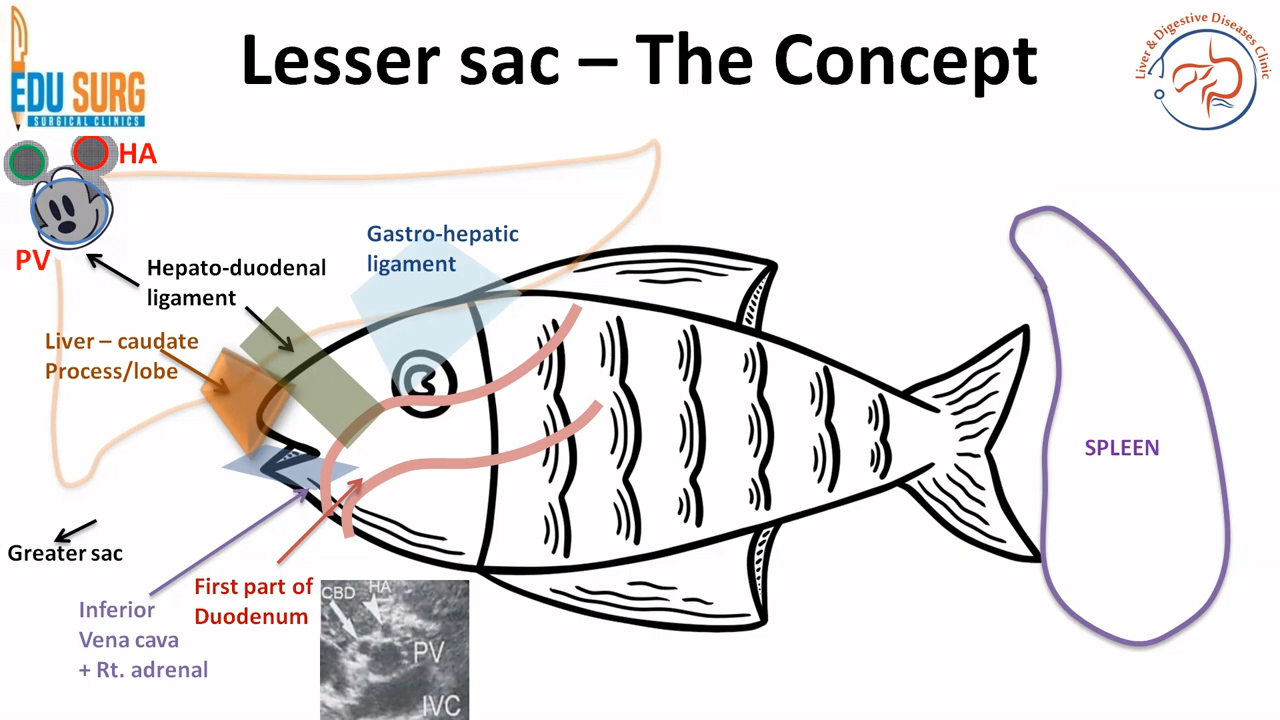 Lesser sac – The Concept
EDU SURG
SURGICAL CLINICS
Liver & Digestive Diseases Clinic
HA
PV
Gastro-hepatic
ligament
Hepato-duodenal
ligament
Liver – caudate
Process/lobe
SPLEEN
Greater sac
First part of
Duodenum
Inferior
Vena cava
+ Rt. adrenal
CBD
HA
PV
IVC